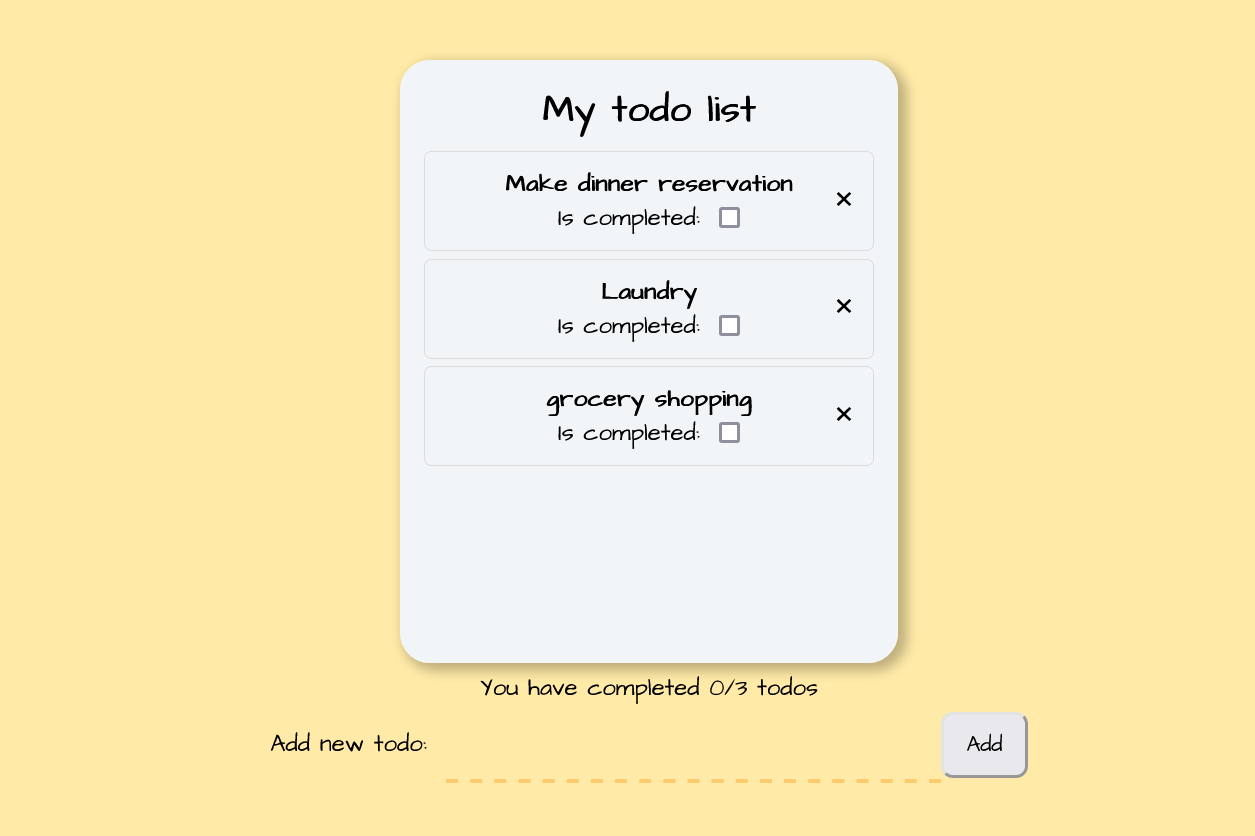 My todo list
Make dinner reservation
Is completed:
Laundry
Is completed:
grocery shopping
Is completed:
You have completed 0/3 todos
Add new todo:
Add